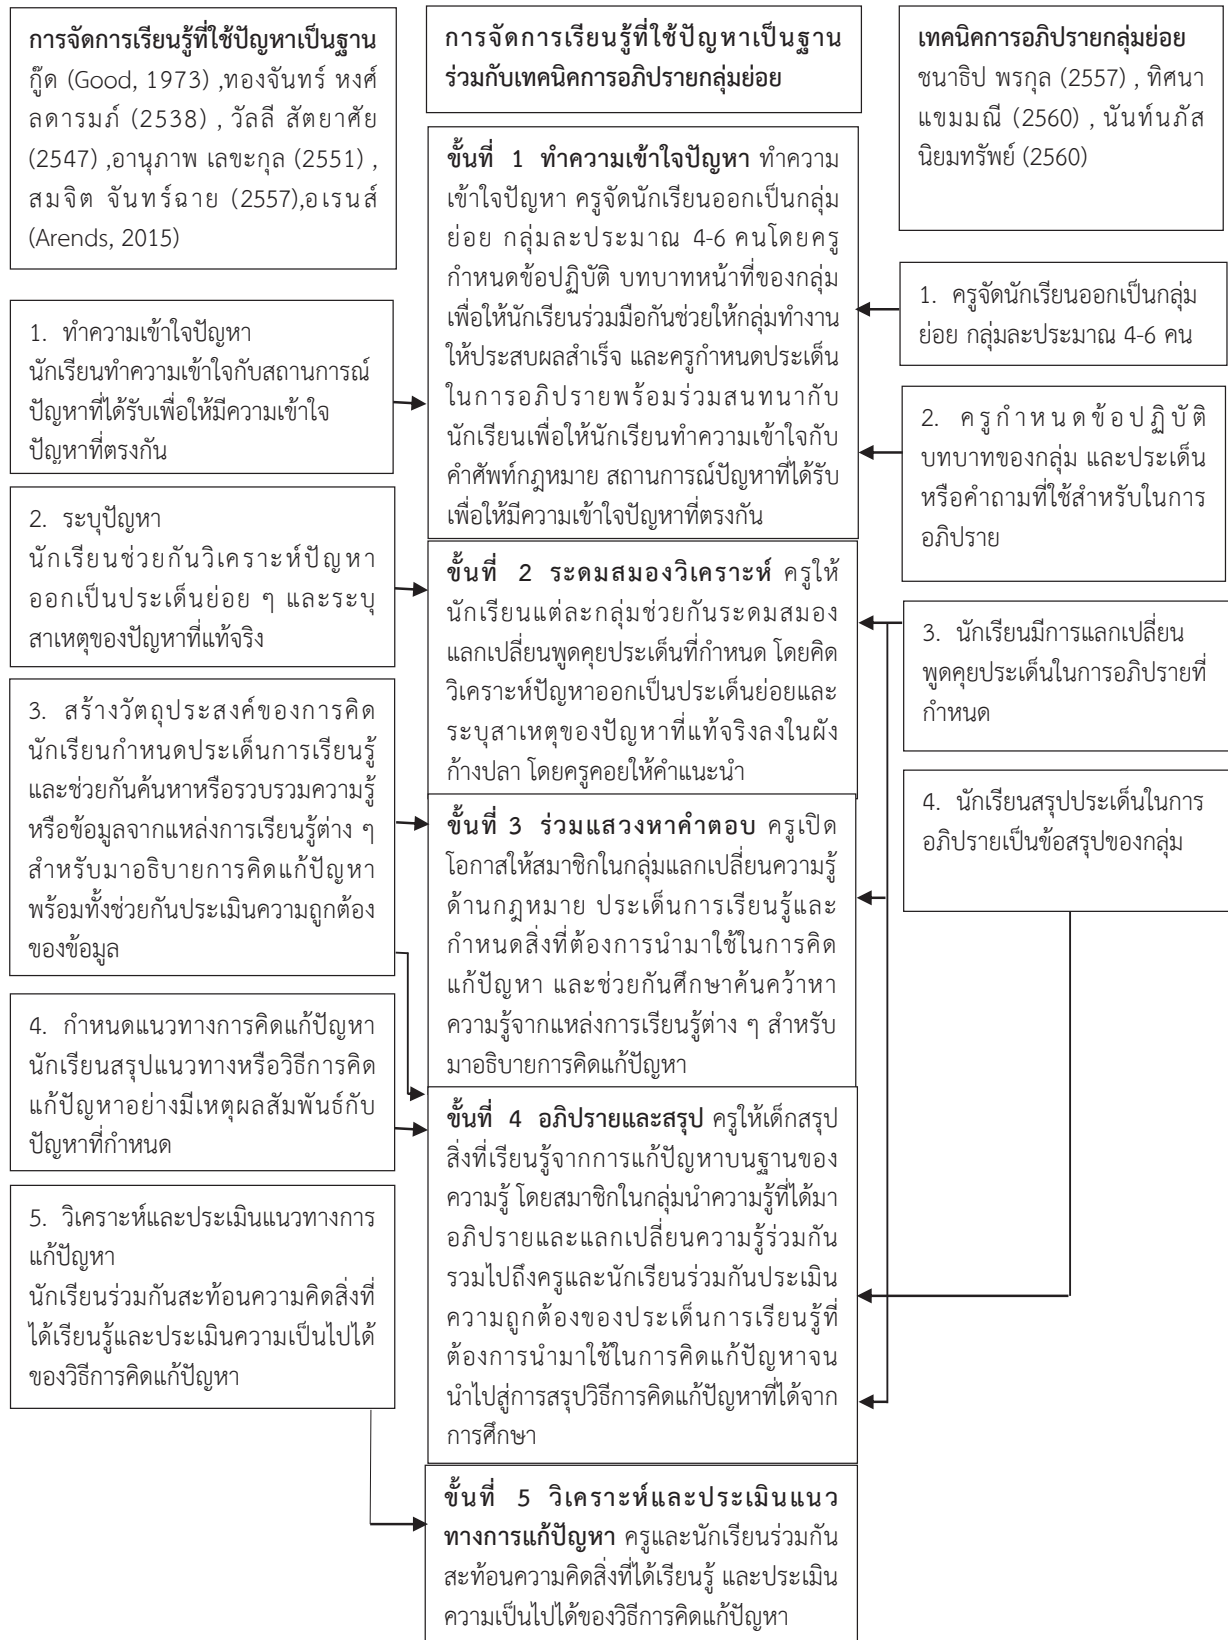 การจัดการเรียนรู้ที่ใช้ปัญหาเป็นฐาน
กู๊ด (Good, 1973) ,ทองจันทร์ หงศ์
ลดารมภ์ (2538) , วัลลี สัตยาศัย
(2547) ,อานุภาพ เลขะกุล (2551) ,
สมจิต จันทร์ฉาย (2557),อเรนส์
(Arends, 2015)
1. ทำความเข้าใจปัญหา
นักเรียนทำความเข้าใจกับสถานการณ์
ปัญหาที่ได้รับเพื่อให้มีความเข้าใจ
ปัญหาที่ตรงกัน
2. ระบุปัญหา
นักเรียนช่วยกันวิเคราะห์ปัญหา
ออกเป็นประเด็นย่อย ๆ และระบุ
สาเหตุของปัญหาที่แท้จริง
3. สร้างวัตถุประสงค์ของการคิด
นักเรียนกำหนดประเด็นการเรียนรู้
และช่วยกันค้นหาหรือรวบรวมความรู้
หรือข้อมูลจากแหล่งการเรียนรู้ต่าง ๆ
สำหรับมาอธิบายการคิดแก้ปัญหา
พร้อมทั้งช่วยกันประเมินความถูกต้อง
ของข้อมูล
4. กำหนดแนวทางการคิดแก้ปัญหา
นักเรียนสรุปแนวทางหรือวิธีการคิด
แก้ปัญหาอย่างมีเหตุผลสัมพันธ์กับ
ปัญหาที่กำหนด
5. วิเคราะห์และประเมินแนวทางการ
แก้ปัญหา
นักเรียนร่วมกันสะท้อนความคิดสิ่งที่
ได้เรียนรู้และประเมินความเป็นไปได้
ของวิธีการคิดแก้ปัญหา
การจัดการเรียนรู้ที่ใช้ปัญหาเป็นฐาน
ร่วมกับเทคนิคการอภิปรายกลุ่มย่อย
ขั้นที่ 1 ทำความเข้าใจปัญหา ทำความ
เข้าใจปัญหา ครูจัดนักเรียนออกเป็นกลุ่ม
ย่อย กลุ่มละประมาณ 4-6 คนโดยครู
กำหนดข้อปฏิบัติ บทบาทหน้าที่ของกลุ่ม
เพื่อให้นักเรียนร่วมมือกันช่วยให้กลุ่มทำงาน
ให้ประสบผลสำเร็จ และครูกำหนดประเด็น
ในการอภิปรายพร้อมร่วมสนทนากับ
นักเรียนเพื่อให้นักเรียนทำความเข้าใจกับ
คำศัพท์กฎหมาย สถานการณ์ปัญหาที่ได้รับ
เพื่อให้มีความเข้าใจปัญหาที่ตรงกัน
ขั้นที่ 2 ระดมสมองวิเคราะห์ ครูให้
นักเรียนแต่ละกลุ่มช่วยกันระดมสมอง
แลกเปลี่ยนพูดคุยประเด็นที่กำหนด โดยคิด
วิเคราะห์ปัญหาออกเป็นประเด็นย่อยและ
ระบุสาเหตุของปัญหาที่แท้จริงลงในผัง
ก้างปลา โดยครูคอยให้คำแนะนำ
ขั้นที่ 3 ร่วมแสวงหาคำตอบ ครูเปิด
โอกาสให้สมาชิกในกลุ่มแลกเปลี่ยนความรู้
ด้านกฎหมาย ประเด็นการเรียนรู้และ
กำหนดสิ่งที่ต้องการนำมาใช้ในการคิด
แก้ปัญหา และช่วยกันศึกษาค้นคว้าหา
ความรู้จากแหล่งการเรียนรู้ต่าง ๆ สำหรับ
มาอธิบายการคิดแก้ปัญหา
ขั้นที่ 4 อภิปรายและสรุป ครูให้เด็กสรุป
สิ่งที่เรียนรู้จากการแก้ปัญหาบนฐานของ
ความรู้ โดยสมาชิกในกลุ่มนำความรู้ที่ได้มา
อภิปรายและแลกเปลี่ยนความรู้ร่วมกัน
รวมไปถึงครูและนักเรียนร่วมกันประเมิน
ความถูกต้องของประเด็นการเรียนรู้ที่
ต้องการนำมาใช้ในการคิดแก้ปัญหาจน
นำไปสู่การสรุปวิธีการคิดแก้ปัญหาที่ได้จาก
การศึกษา
ขั้นที่ 5 วิเคราะห์และประเมินแนว
ทางการแก้ปัญหา ครูและนักเรียนร่วมกัน
สะท้อนความคิดสิ่งที่ได้เรียนรู้ และประเมิน
ความเป็นไปได้ของวิธีการคิดแก้ปัญหา
เทคนิคการอภิปรายกลุ่มย่อย
ชนาธิป พรกุล (2557) , ทิศนา
แขมมณี (2560) , นันท์นภัส
นิยมทรัพย์ (2560)
1. ครูจัดนักเรียนออกเป็นกลุ่ม
ย่อย กลุ่มละประมาณ 4-6 คน
2. ครูกำหนดข้อปฏิบัติ
บทบาทของกลุ่ม และประเด็น
หรือคำถามที่ใช้สำหรับในการ
อภิปราย
3. นักเรียนมีการแลกเปลี่ยน
พูดคุยประเด็นในการอภิปรายที่
กำหนด
4. นักเรียนสรุปประเด็นในการ
อภิปรายเป็นข้อสรุปของกลุ่ม